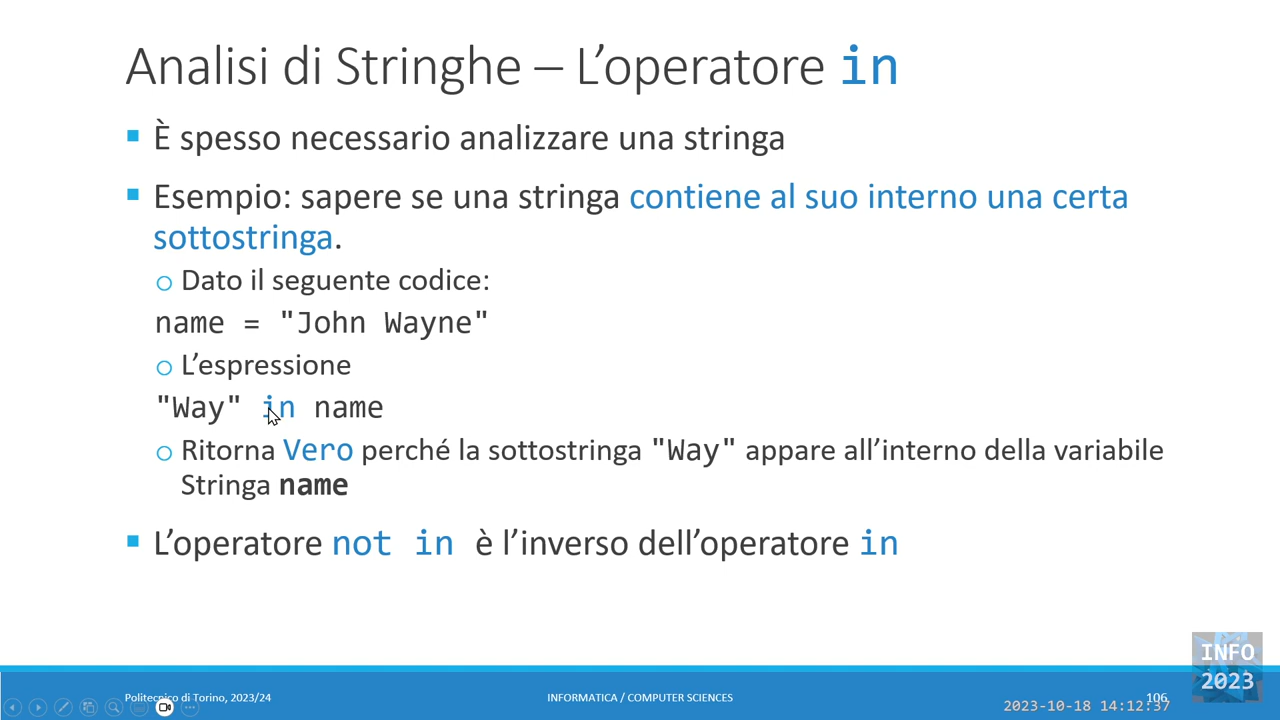 Analisi di Stringhe – L’operatore in
È spesso necessario analizzare una stringa
Esempio: sapere se una stringa contiene al suo interno una certa
sottostringa.
Dato il seguente codice:
name = "John Wayne"
L’espressione
"Way" in name
Ritorna Vero perché la sottostringa "Way" appare all’interno della variabile
Stringa name
L’operatore not in è l’inverso dell’operatore in
INFO
2023
Politecnico di Torino, 2023/24
INFORMATICA / COMPUTER SCIENCES
106
2023-10-18 14:12:37